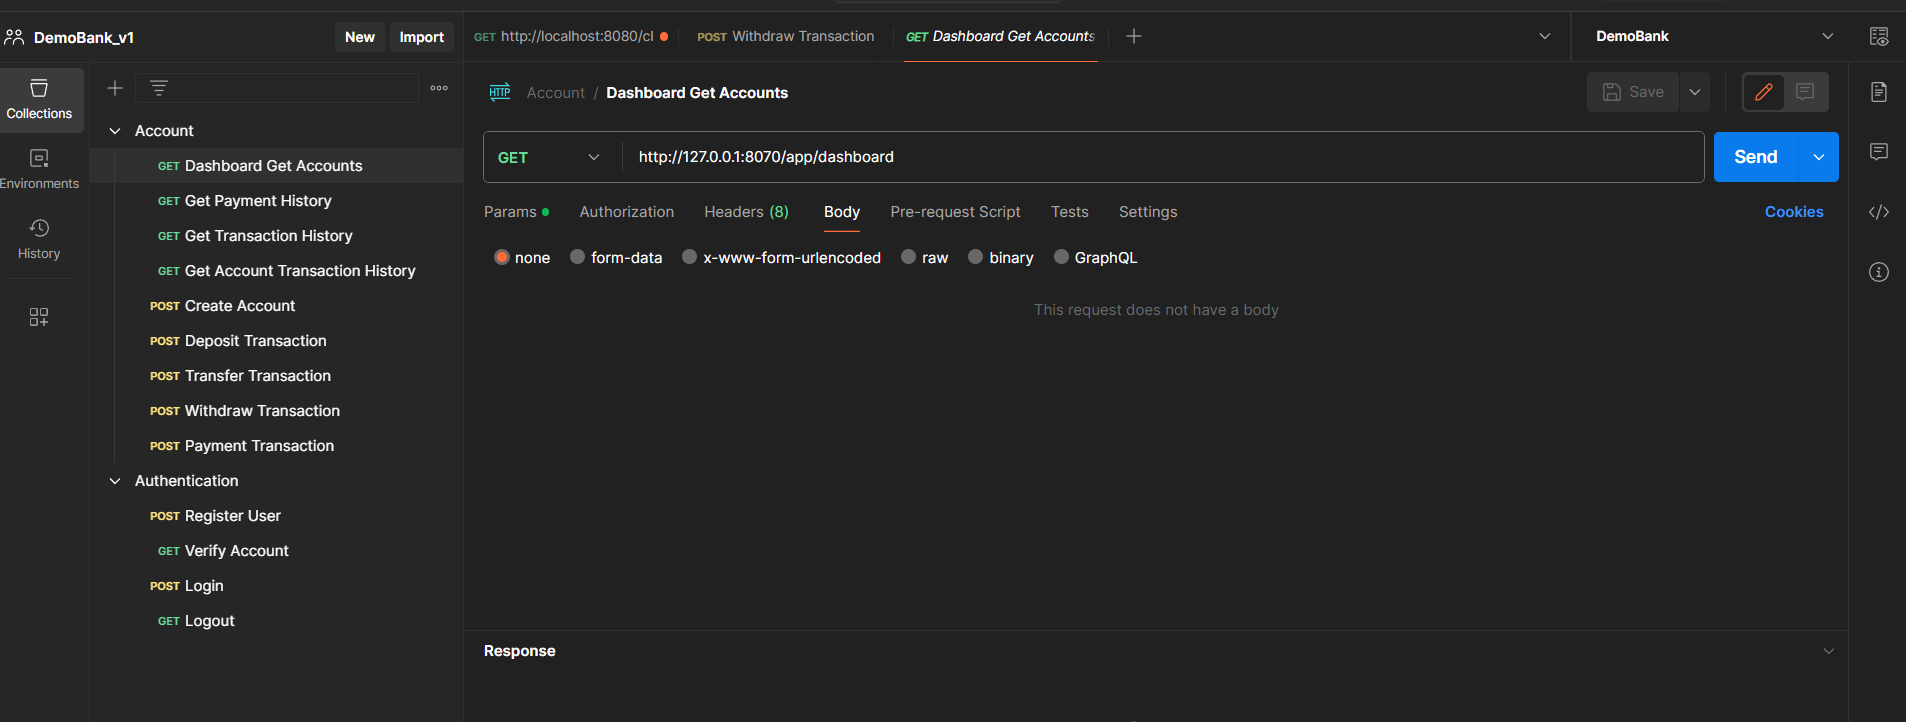 DemoBank_v1
New
Import
GET http://localhost:8080/cl
POST Withdraw Transaction
GET Dashboard Get Accounts
DemoBank
Collections
Environments
History
Account
GET Dashboard Get Accounts
GET Get Payment History
GET Get Transaction History
GET Get Account Transaction History
POST Create Account
POST Deposit Transaction
POST Transfer Transaction
POST Withdraw Transaction
POST Payment Transaction
Authentication
POST Register User
GET Verify Account
POST Login
GET Logout
HTTP Account / Dashboard Get Accounts
Save
GET http://127.0.0.1:8070/app/dashboard
Send
Params Authorization Headers (8) Body Pre-request Script Tests Settings
Cookies
none form-data x-www-form-urlencoded raw binary GraphQL
This request does not have a body
Response